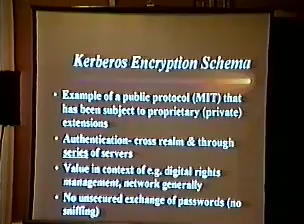 Kerberos Encryption Schema
• Example of a public protocol (MIT) that
has been subject to proprietary (private)
extensions
• Authentication- cross realm & through
series of servers
• Value in context of e.g. digital rights
management, network generally
• No unsecured exchange of passwords (no
sniffing)